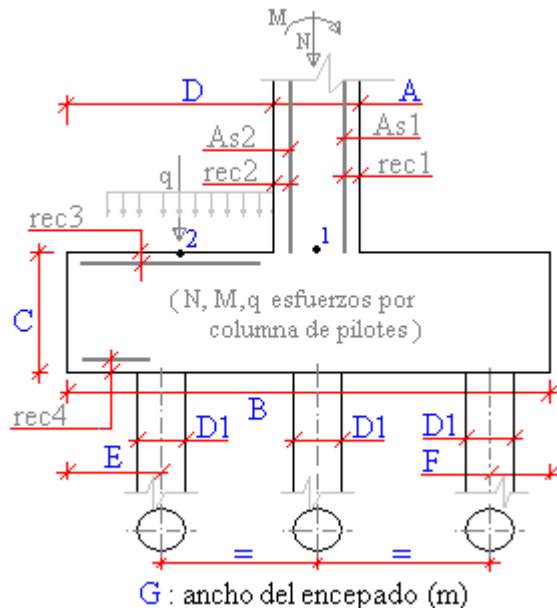 M
N
D
A
As2
As1
q
rec2
rec1
rec3
2
1
C
( N, M,q esfuerzos por
columna de pilotes )
rec4
B
D1
D1
D1
E
F
=
=
G : ancho del encepado (m)